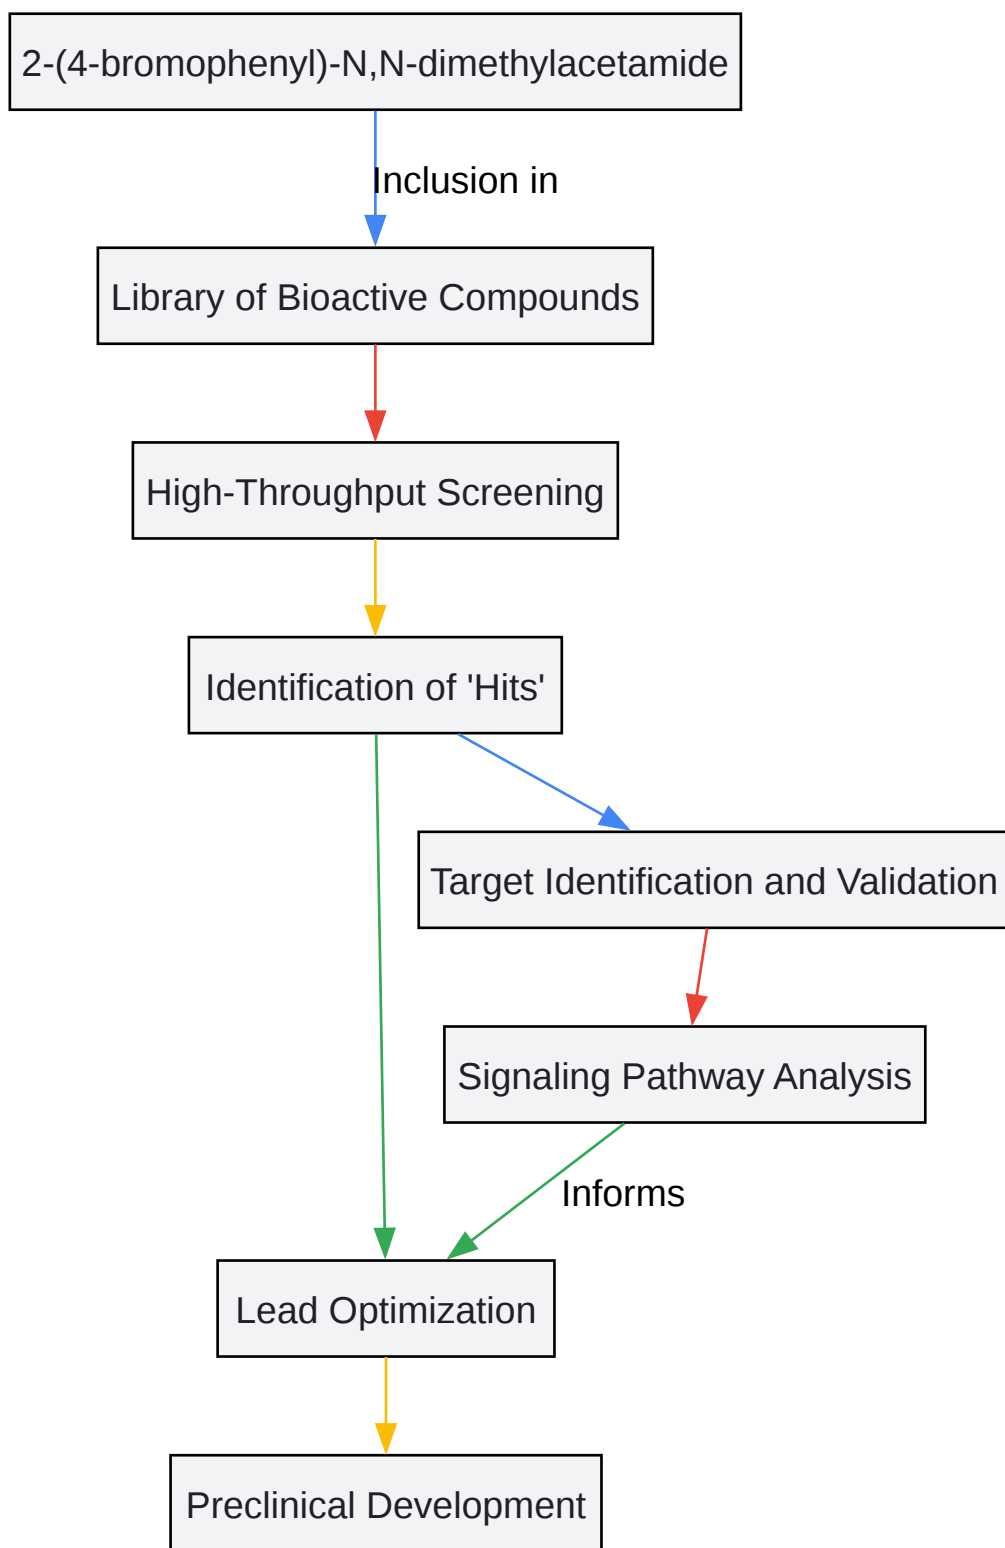 2-(4-bromophenyl)-N,N-dimethylacetamide
Inclusion in
Library of Bioactive Compounds
High-Throughput Screening
Identification of 'Hits'
Target Identification and Validation
Signaling Pathway Analysis
Informs
Lead Optimization
Preclinical Development